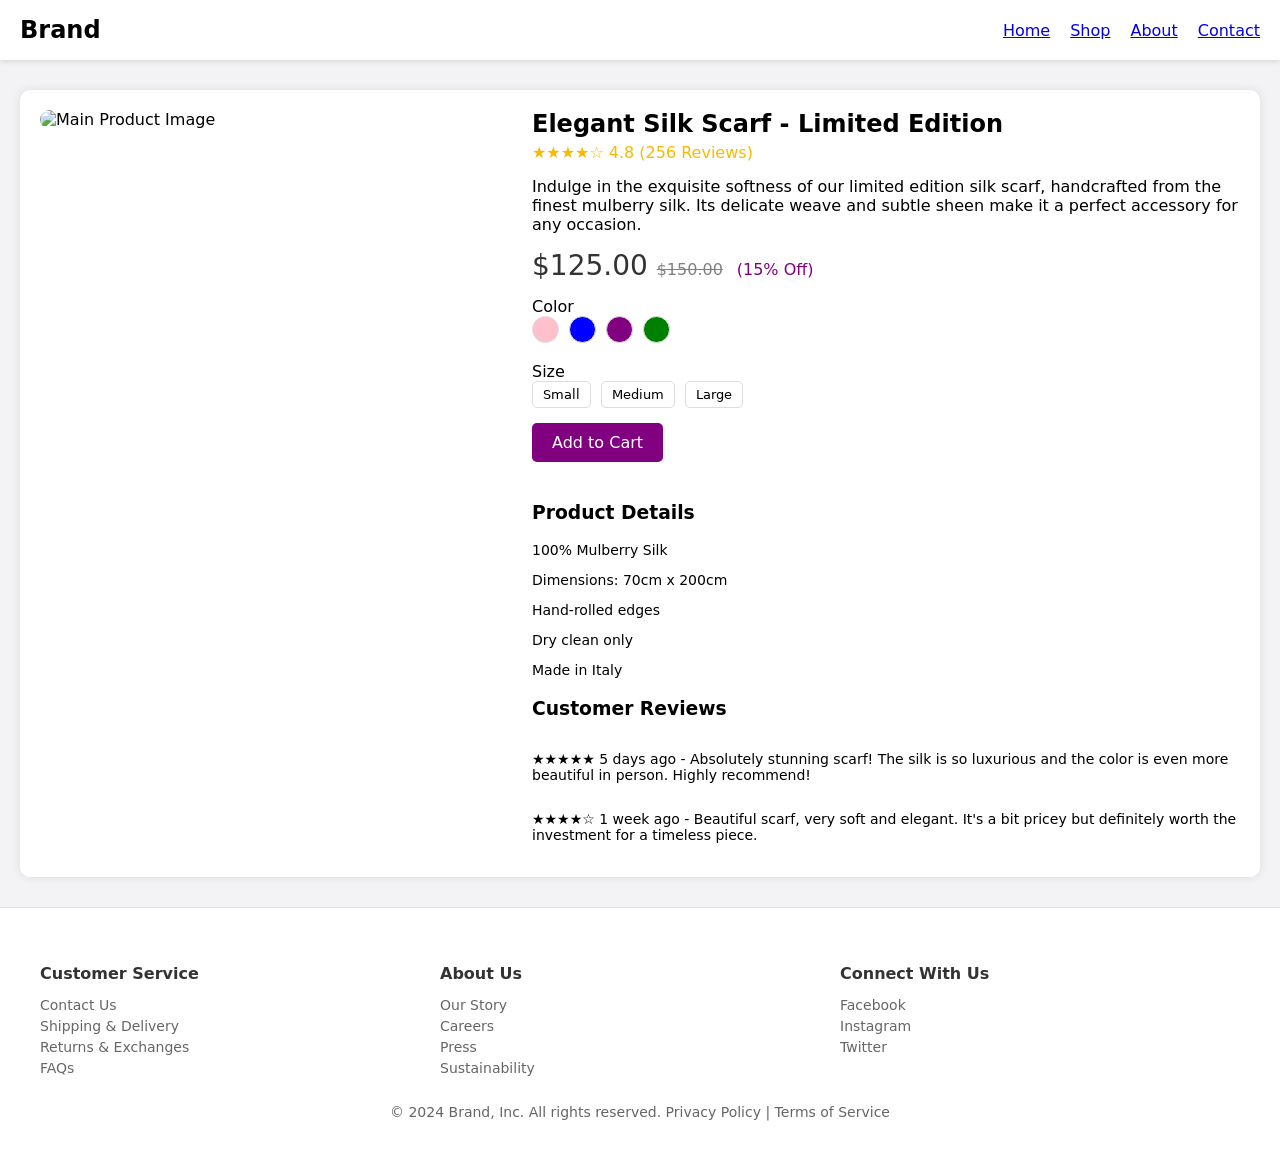 Brand
Home Shop About Contact
Main Product Image
Elegant Silk Scarf - Limited Edition
★★★★☆ 4.8 (256 Reviews)
Indulge in the exquisite softness of our limited edition silk scarf, handcrafted from the
finest mulberry silk. Its delicate weave and subtle sheen make it a perfect accessory for
any occasion.
$125.00 $150.00 (15% Off)
Color
Size
Small Medium Large
Add to Cart
Product Details
100% Mulberry Silk
Dimensions: 70cm x 200cm
Hand-rolled edges
Dry clean only
Made in Italy
Customer Reviews
★★★★★ 5 days ago - Absolutely stunning scarf! The silk is so luxurious and the color is even more
beautiful in person. Highly recommend!
★★★★☆ 1 week ago - Beautiful scarf, very soft and elegant. It's a bit pricey but definitely worth the
investment for a timeless piece.
Customer Service
Contact Us
Shipping & Delivery
Returns & Exchanges
FAQs
About Us
Our Story
Careers
Press
Sustainability
Connect With Us
Facebook
Instagram
Twitter
© 2024 Brand, Inc. All rights reserved. Privacy Policy | Terms of Service